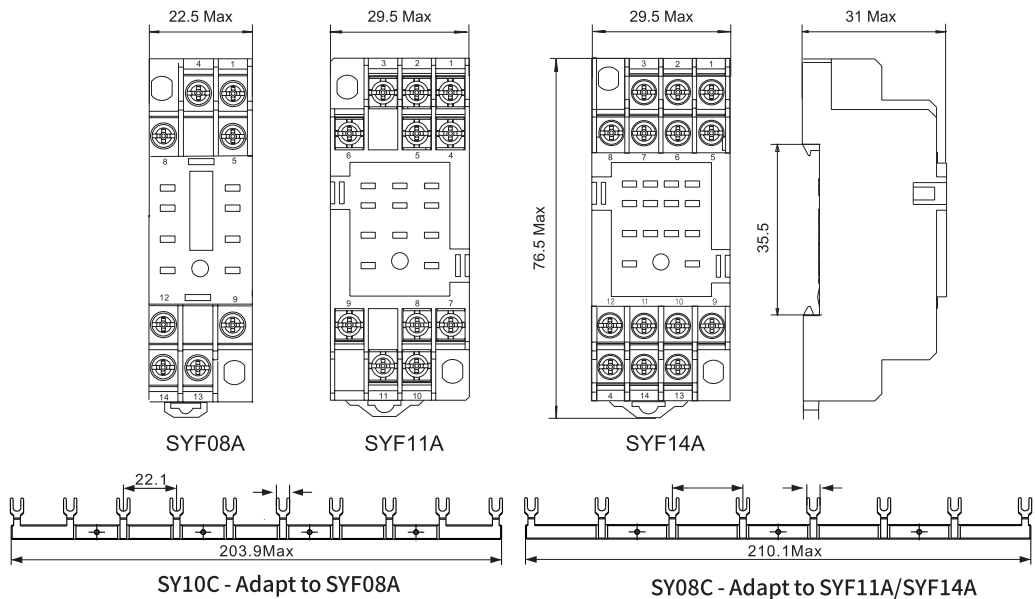 22.5 Max
29.5 Max
29.5 Max
31 Max
4 1
8 5
12 9
14 13
3 2 1
6 5 4
9 8 7
11 10
3 2 1
8 7 6 5
12 11 10 9
4 14 13
76.5 Max
35.5
SYF08A
SYF11A
SYF14A
22.1
203.9Max
210.1Max
SY10C - Adapt to SYF08A
SY08C - Adapt to SYF11A/SYF14A